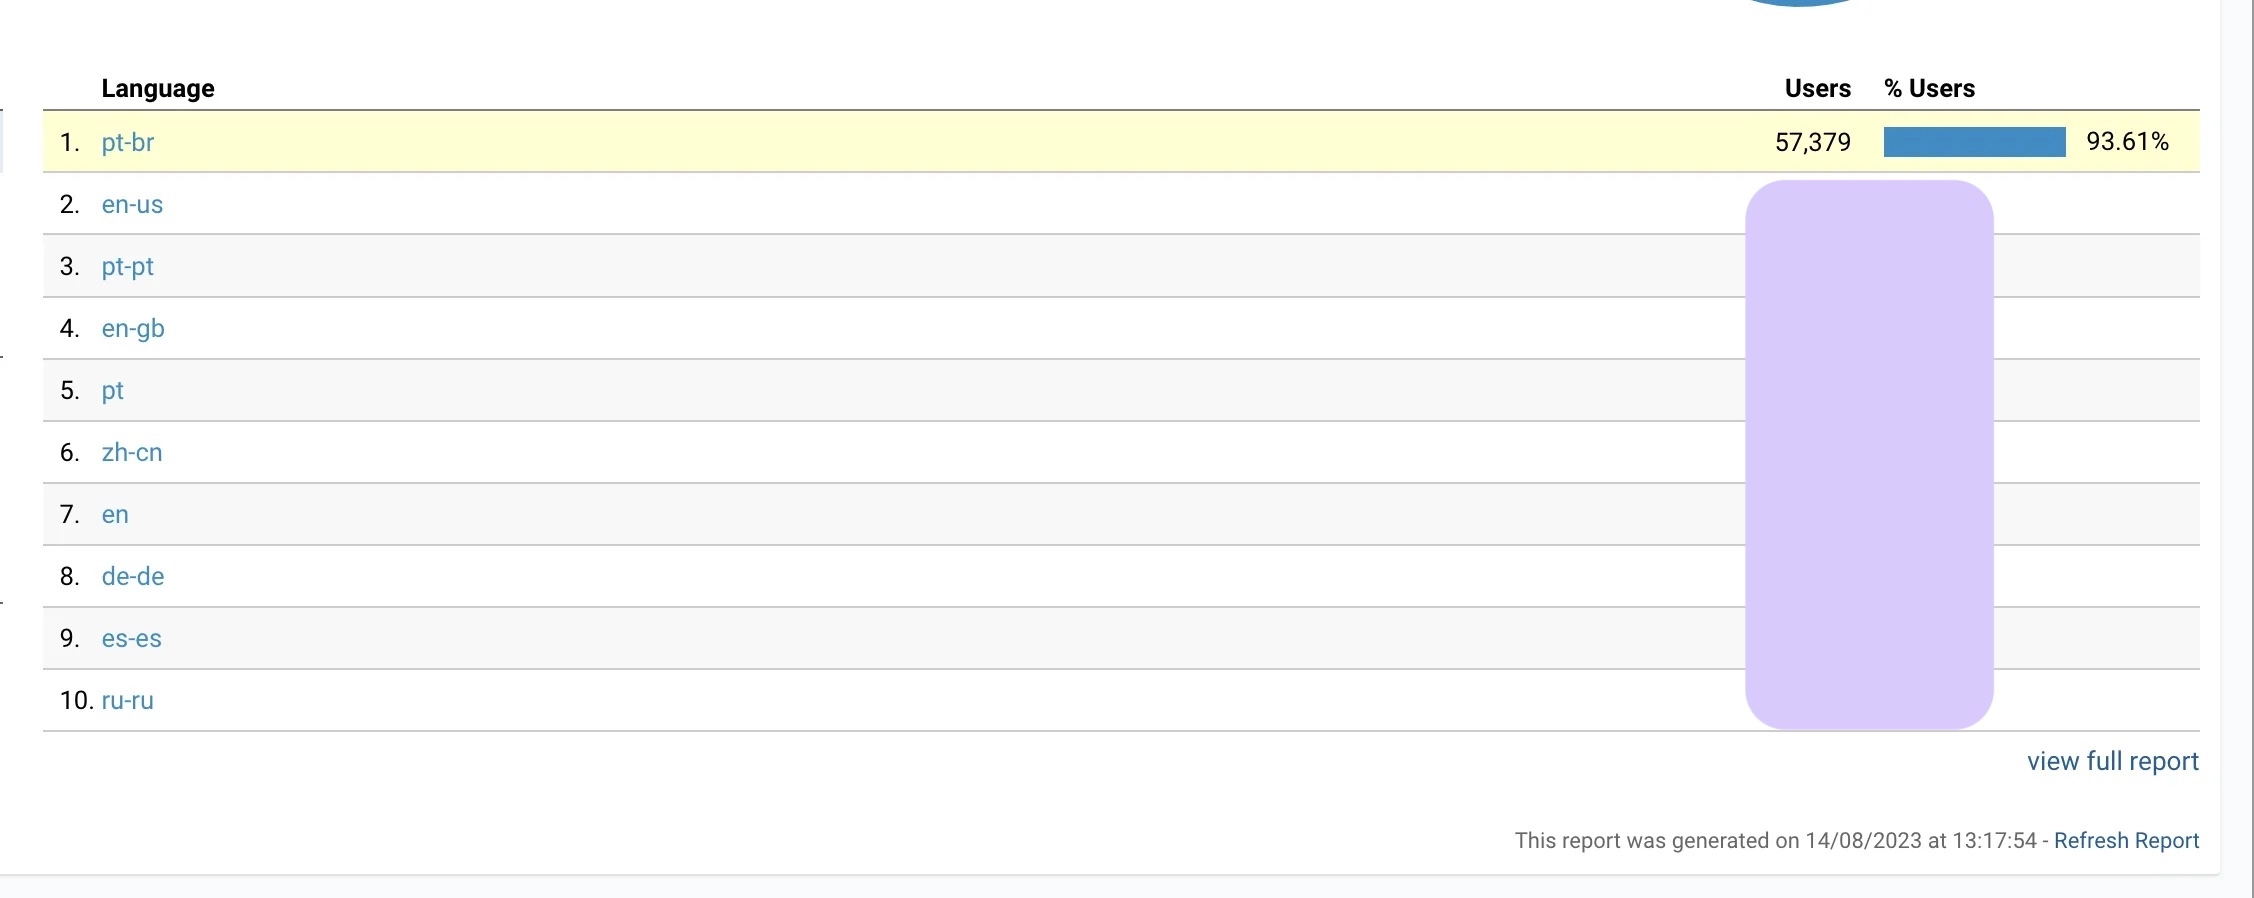 Language Users % Users
1. pt-br 57,379 93.61%
2. en-us
3. pt-pt
4. en-gb
5. pt
6. zh-cn
7. en
8. de-de
9. es-es
10. ru-ru
view full report
This report was generated on 14/08/2023 at 13:17:54 - Refresh Report